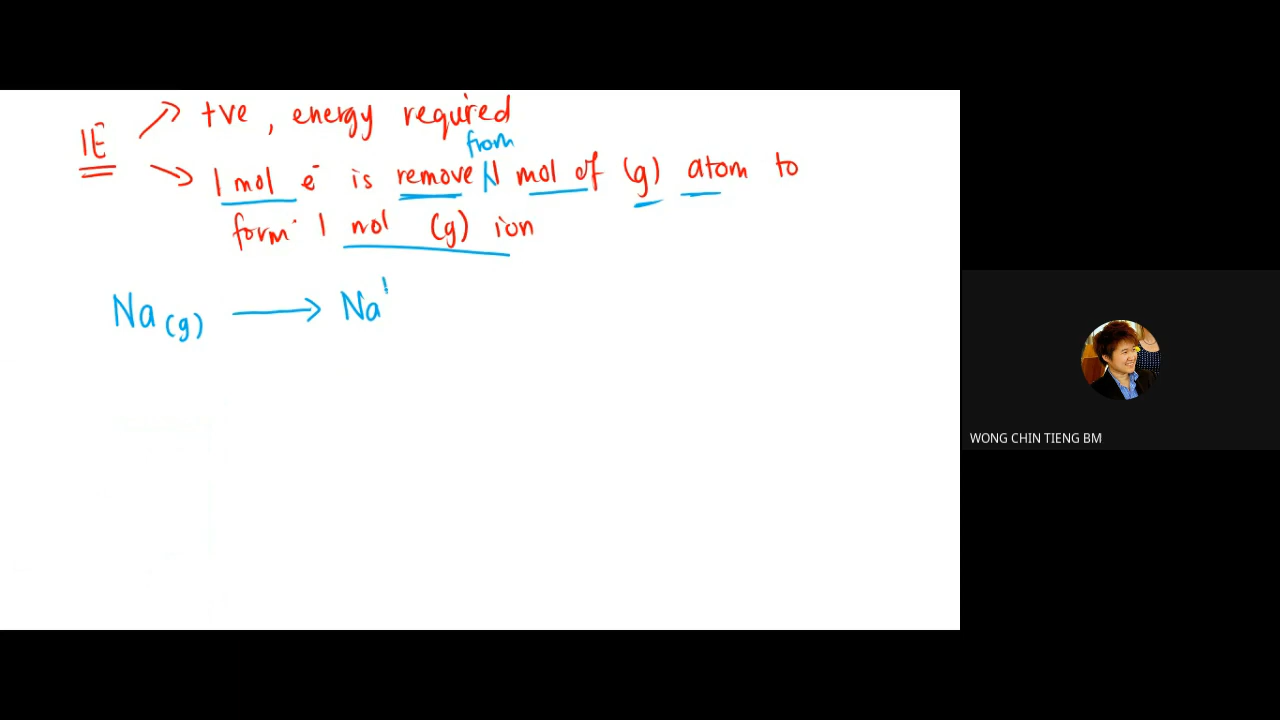 IE
+ve, energy required
from
1 mol e⁻ is remove 1 mol of (g) atom to
form 1 mol (g) ion
Na (g) ⟶ Na
WONG CHIN TIENG BM